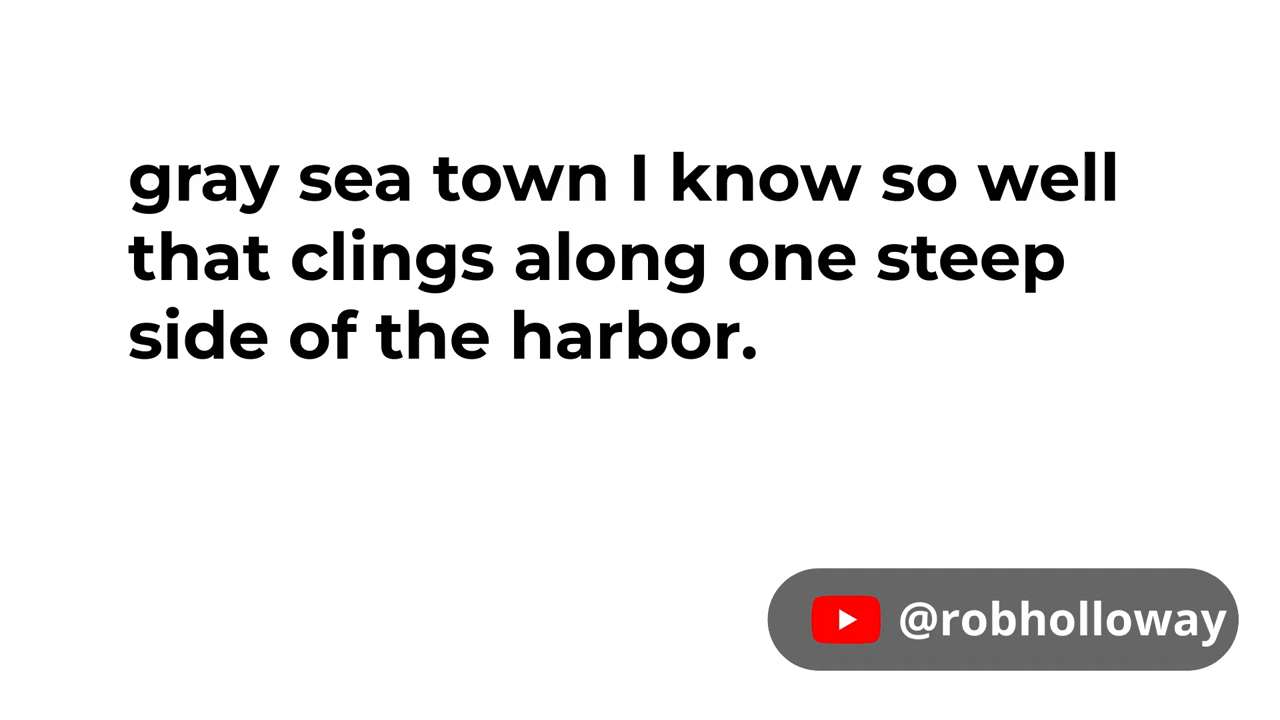 gray sea town I know so well
that clings along one steep
side of the harbor.
@robholloway